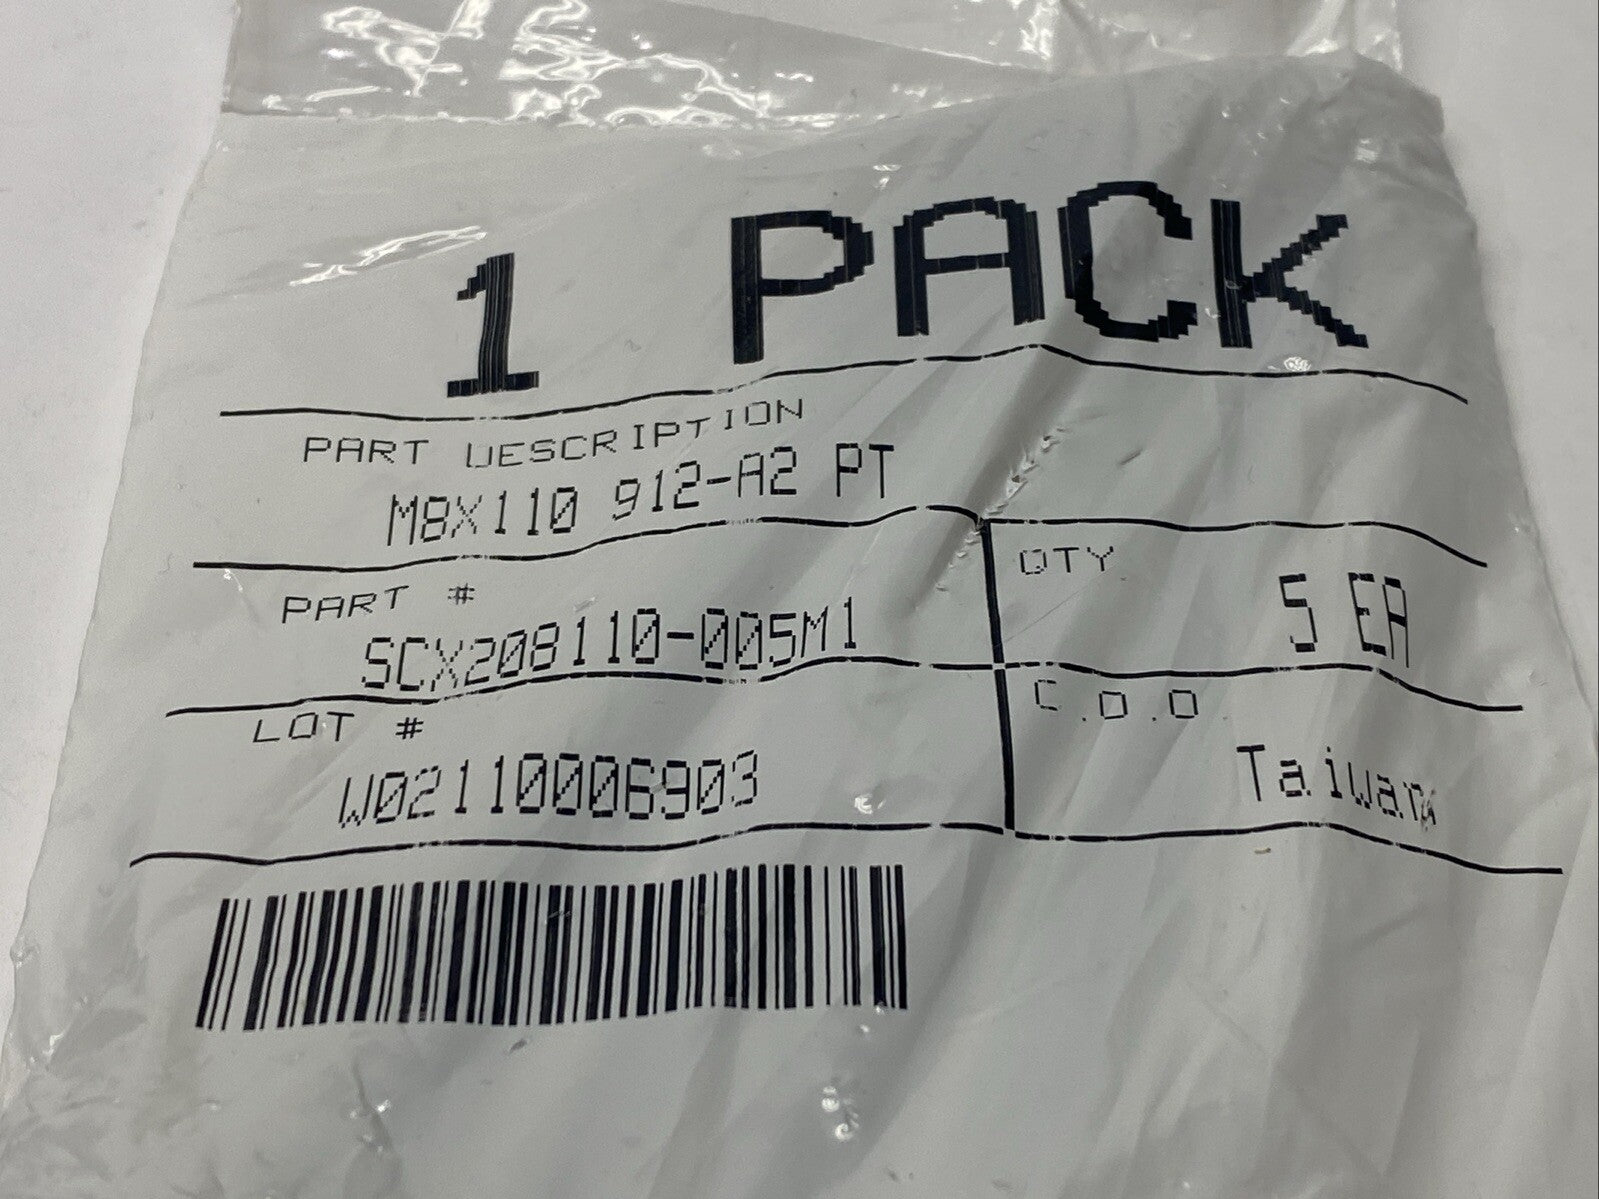 1 PACK
PART DESCRIPTION
M8X110 912-A2 PT
PART #
SCX208110-005M1
QTY
5 EA
LOT #
W02110006903
C.O.O
Taiwan